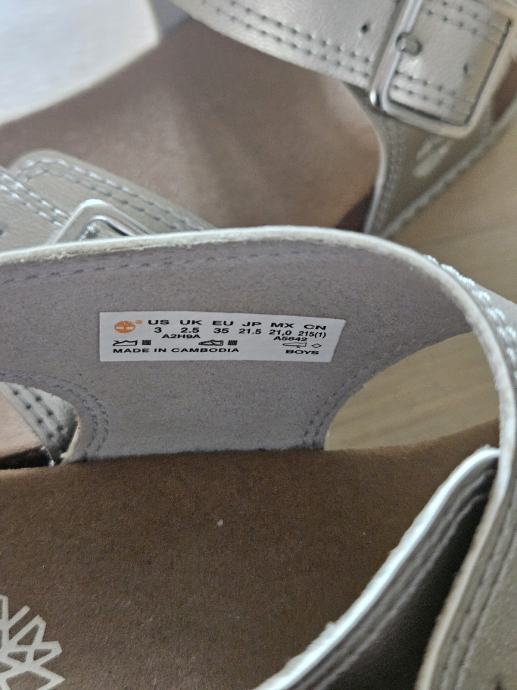 US UK EU JP MX CN
3 2.5 35 21.5 21.0 215(1)
A2H9A A5642
MADE IN CAMBODIA BOYS